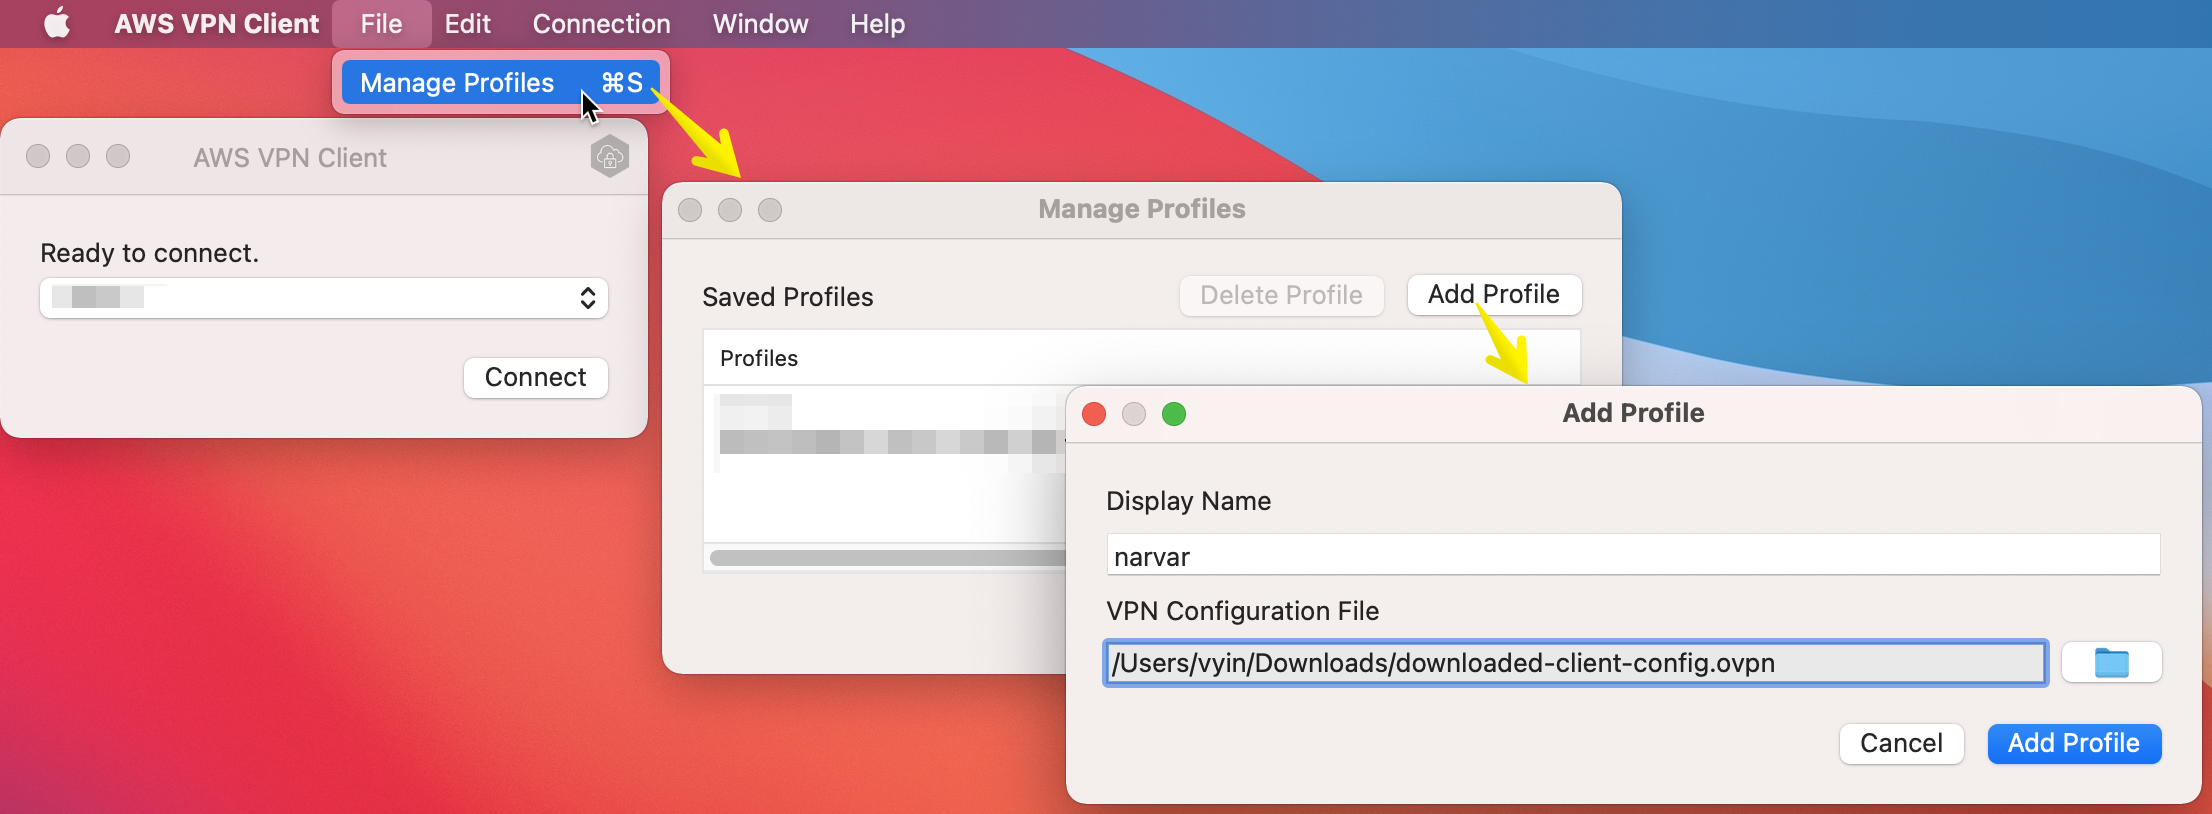 AWS VPN Client File Edit Connection Window Help
Manage Profiles ⌘S
AWS VPN Client
Ready to connect.
Connect
Manage Profiles
Saved Profiles
Delete Profile
Add Profile
Profiles
Add Profile
Display Name
narvar
VPN Configuration File
/Users/vyin/Downloads/downloaded-client-config.ovpn
Cancel
Add Profile